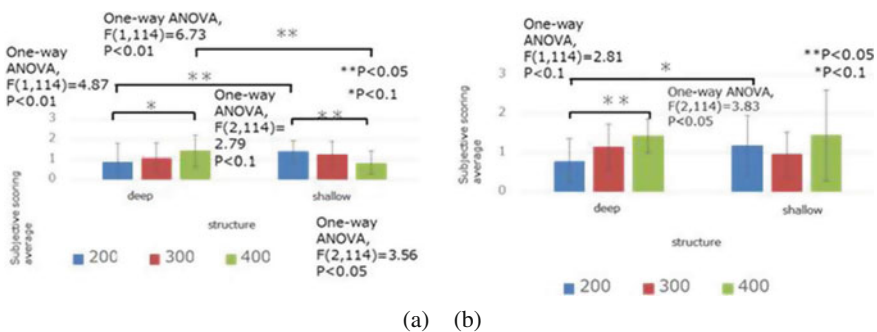 One-way ANOVA,
F(1,114)=6.73
P<0.01
**
One-way
ANOVA,
F(1,114)=4.87
P<0.01
**
**P<0.05
*P<0.1
*
One-way
ANOVA,
F(2,114)=
2.79
P<0.1
**
3
2
1
0
deep
shallow
structure
Subjective scoring
average
One-way
ANOVA,
F(2,114)=3.56
P<0.05
200
300
400
(a)
One-way
ANOVA,
F(1,114)=2.81
P<0.1
**P<0.05
*P<0.1
*
One-way ANOVA,
F(2,114)=3.83
P<0.05
**
3
2
1
0
Subjective scoring
average
deep
shallow
structure
200
300
400
(b)